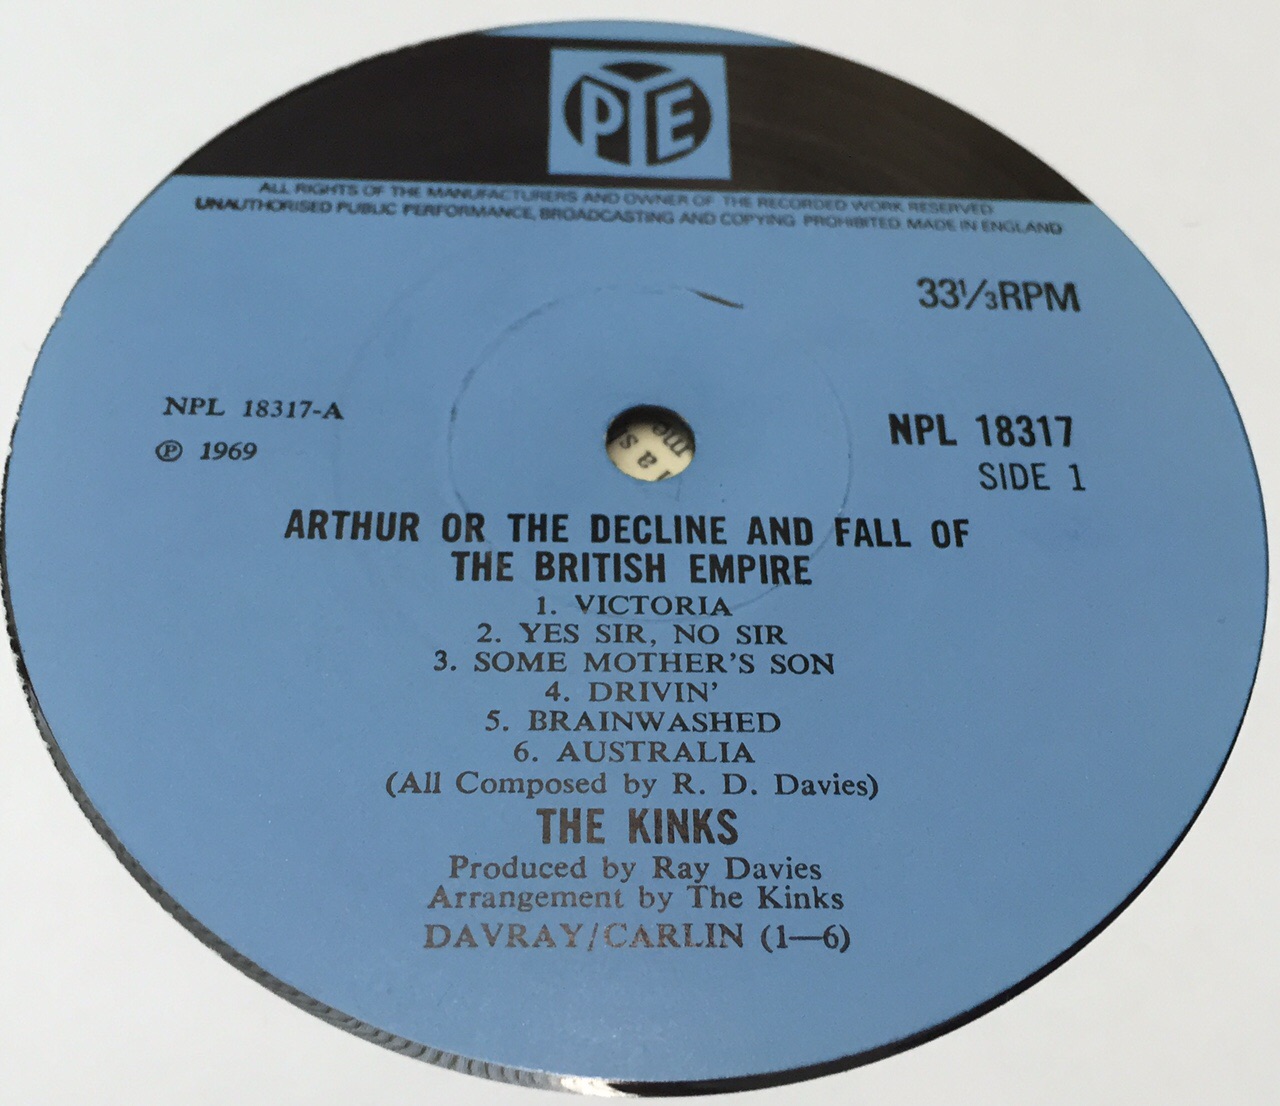 PYE
ALL RIGHTS OF THE MANUFACTURERS AND OWNER OF THE RECORDED WORK RESERVED
UNAUTHORISED PUBLIC PERFORMANCE, BROADCASTING AND COPYING PROHIBITED. MADE IN ENGLAND
33⅓RPM
NPL 18317-A
℗ 1969
NPL 18317
SIDE 1
me
a s
ARTHUR OR THE DECLINE AND FALL OF
THE BRITISH EMPIRE
1. VICTORIA
2. YES SIR, NO SIR
3. SOME MOTHER'S SON
4. DRIVIN'
5. BRAINWASHED
6. AUSTRALIA
(All Composed by R. D. Davies)
THE KINKS
Produced by Ray Davies
Arrangement by The Kinks
DAVRAY/CARLIN (1—6)